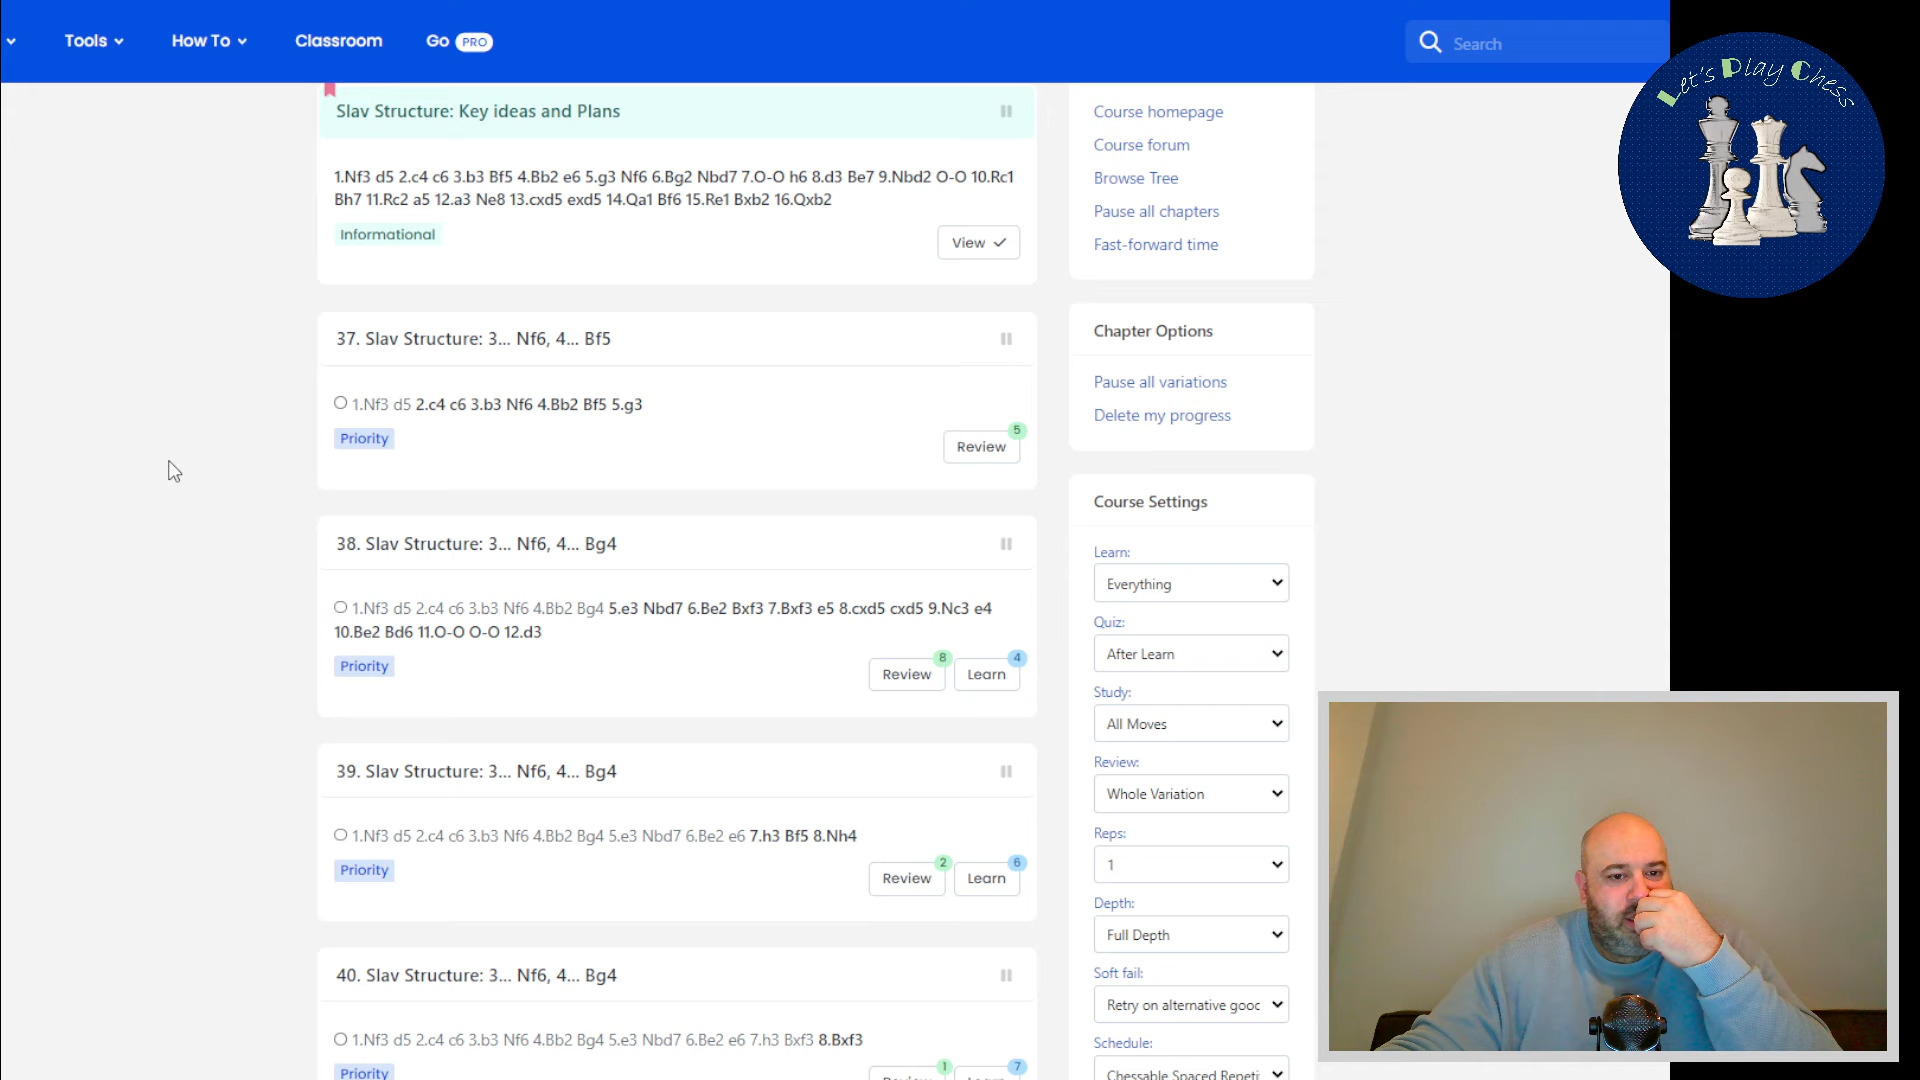 Tools
How To
Classroom
Go PRO
Search
Let's Play Chess
Slav Structure: Key ideas and Plans
1.Nf3 d5 2.c4 c6 3.b3 Bf5 4.Bb2 e6 5.g3 Nf6 6.Bg2 Nbd7 7.O-O h6 8.d3 Be7 9.Nbd2 O-O 10.Rc1
Bh7 11.Rc2 a5 12.a3 Ne8 13.cxd5 exd5 14.Qa1 Bf6 15.Re1 Bxb2 16.Qxb2
Informational
View
37. Slav Structure: 3... Nf6, 4... Bf5
1.Nf3 d5 2.c4 c6 3.b3 Nf6 4.Bb2 Bf5 5.g3
Priority
5
Review
38. Slav Structure: 3... Nf6, 4... Bg4
1.Nf3 d5 2.c4 c6 3.b3 Nf6 4.Bb2 Bg4 5.e3 Nbd7 6.Be2 Bxf3 7.Bxf3 e5 8.cxd5 cxd5 9.Nc3 e4
10.Be2 Bd6 11.O-O O-O 12.d3
Priority
8 4
Review Learn
39. Slav Structure: 3... Nf6, 4... Bg4
1.Nf3 d5 2.c4 c6 3.b3 Nf6 4.Bb2 Bg4 5.e3 Nbd7 6.Be2 e6 7.h3 Bf5 8.Nh4
Priority
2 6
Review Learn
40. Slav Structure: 3... Nf6, 4... Bg4
1.Nf3 d5 2.c4 c6 3.b3 Nf6 4.Bb2 Bg4 5.e3 Nbd7 6.Be2 e6 7.h3 Bxf3 8.Bxf3
Priority
1 7
Course homepage
Course forum
Browse Tree
Pause all chapters
Fast-forward time
Chapter Options
Pause all variations
Delete my progress
Course Settings
Learn:
Everything
Quiz:
After Learn
Study:
All Moves
Review:
Whole Variation
Reps:
1
Depth:
Full Depth
Soft fail:
Retry on alternative gooc
Schedule:
Chessable Spaced Repeti